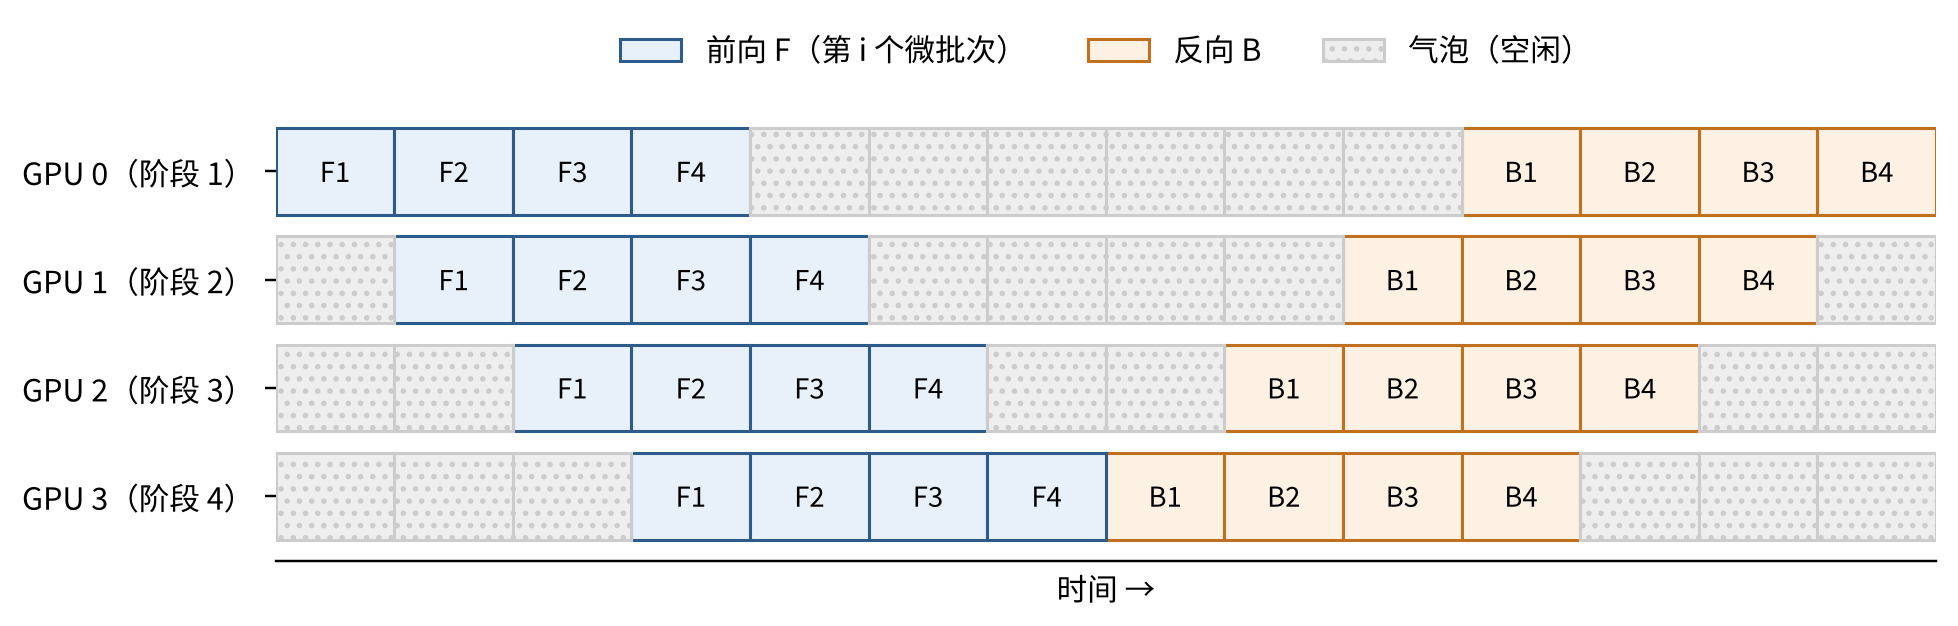 前向 F（第 i 个微批次） 反向 B 气泡（空闲）
GPU 0（阶段 1） F1 F2 F3 F4 B1 B2 B3 B4
GPU 1（阶段 2） F1 F2 F3 F4 B1 B2 B3 B4
GPU 2（阶段 3） F1 F2 F3 F4 B1 B2 B3 B4
GPU 3（阶段 4） F1 F2 F3 F4 B1 B2 B3 B4
时间 →